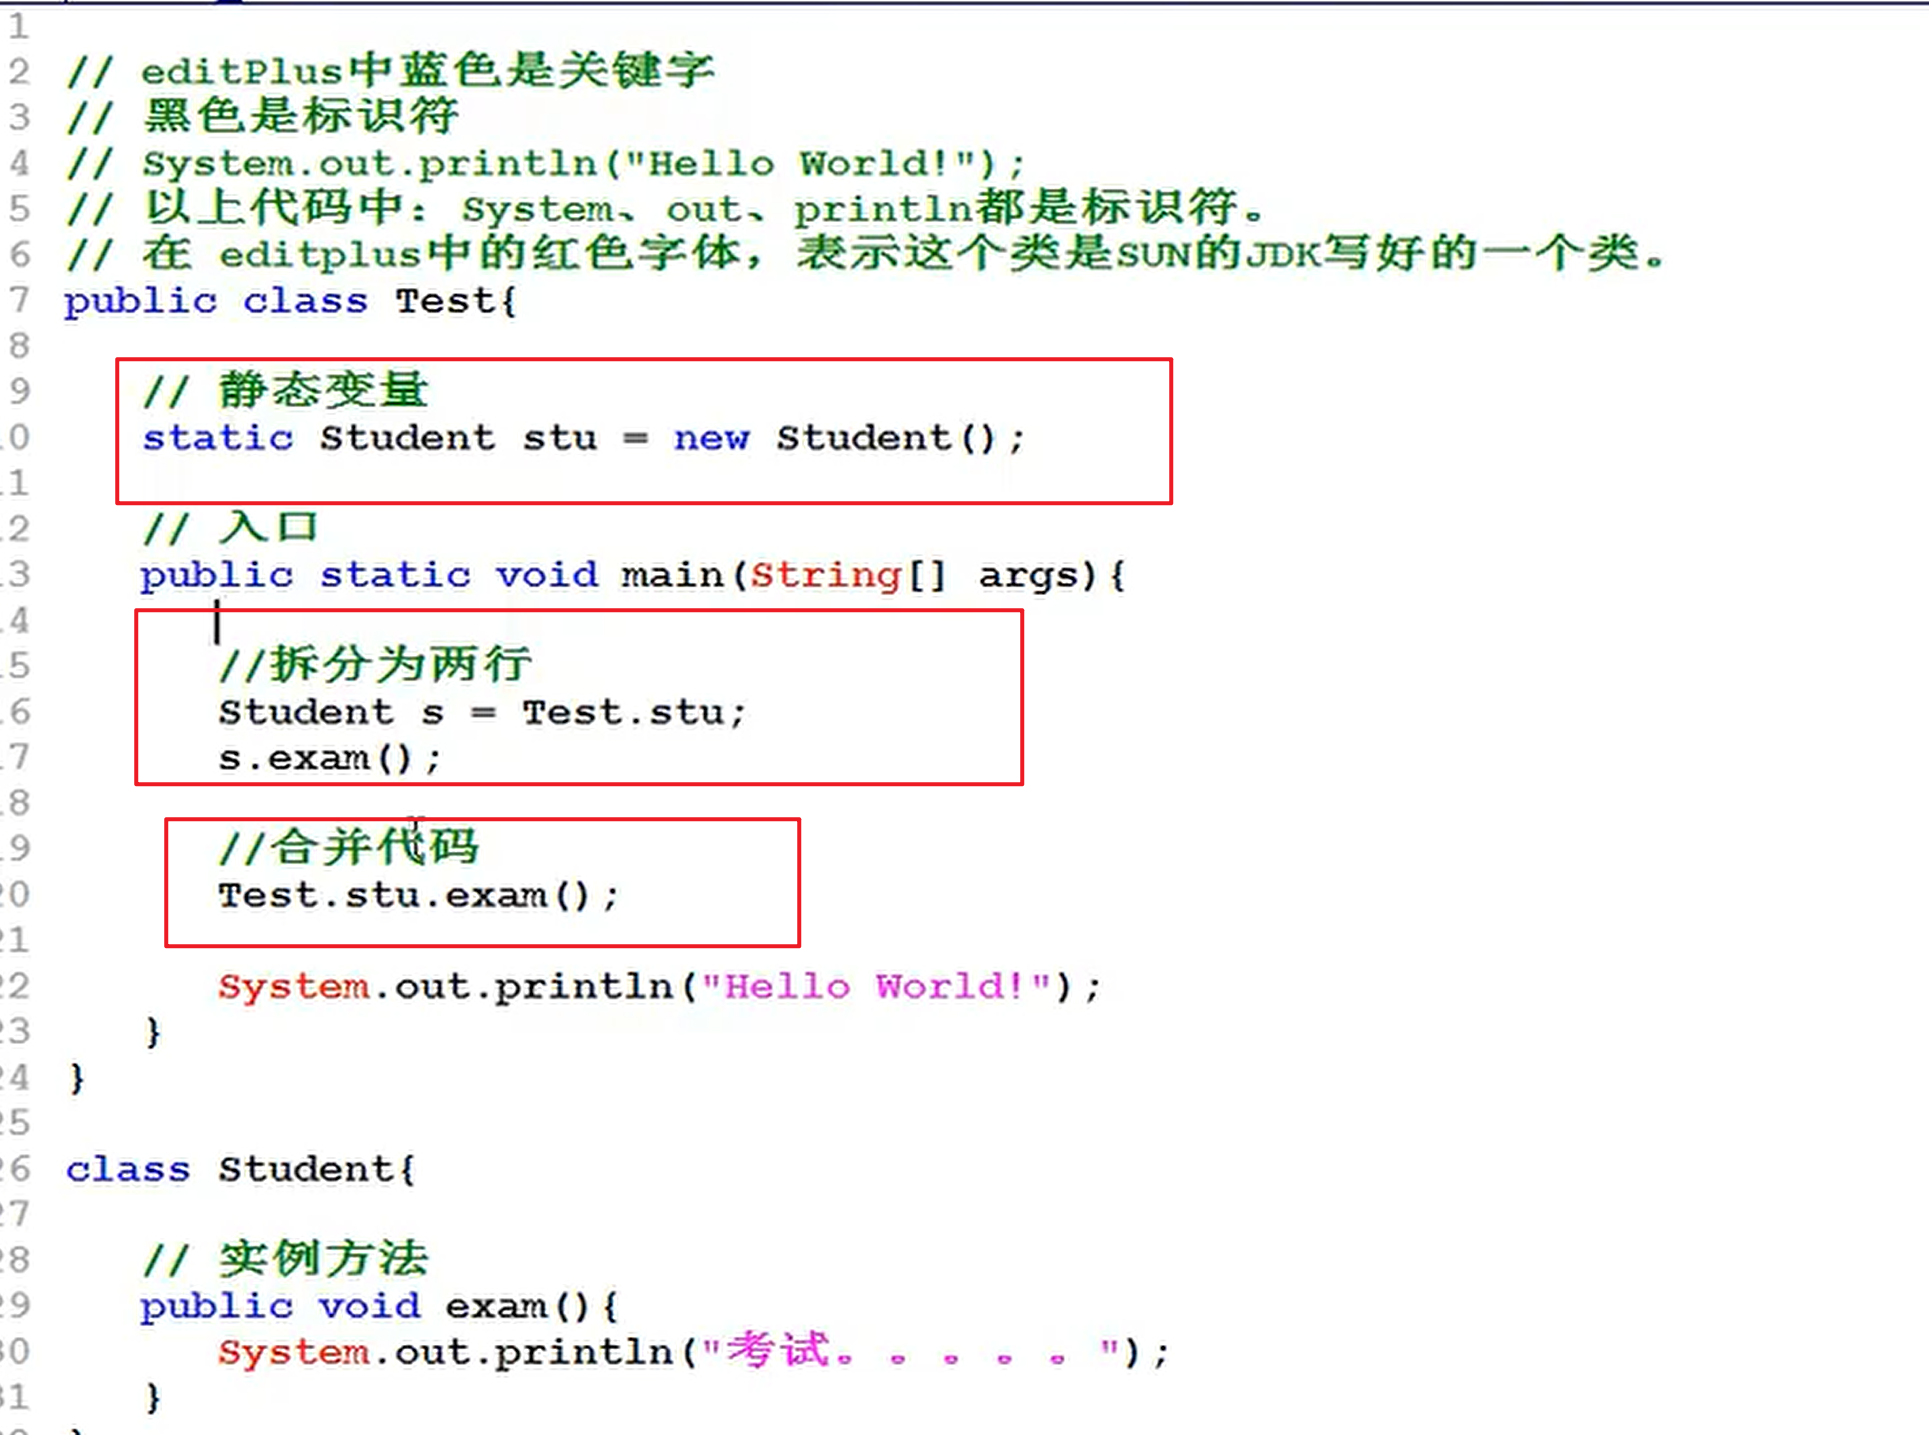 1
2 // editPlus中蓝色是关键字
3 // 黑色是标识符
4 // System.out.println("Hello World!");
5 // 以上代码中：System、out、println都是标识符。
6 // 在 editplus中的红色字体，表示这个类是SUN的JDK写好的一个类。
7 public class Test{
8
9 // 静态变量
10 static Student stu = new Student();
11
12 // 入口
13 public static void main(String[] args){
14
15 //拆分为两行
16 Student s = Test.stu;
17 s.exam();
18
19 //合并代码
20 Test.stu.exam();
21
22 System.out.println("Hello World!");
23 }
24 }
25
26 class Student{
27
28 // 实例方法
29 public void exam(){
30 System.out.println("考试。。。。。");
31 }